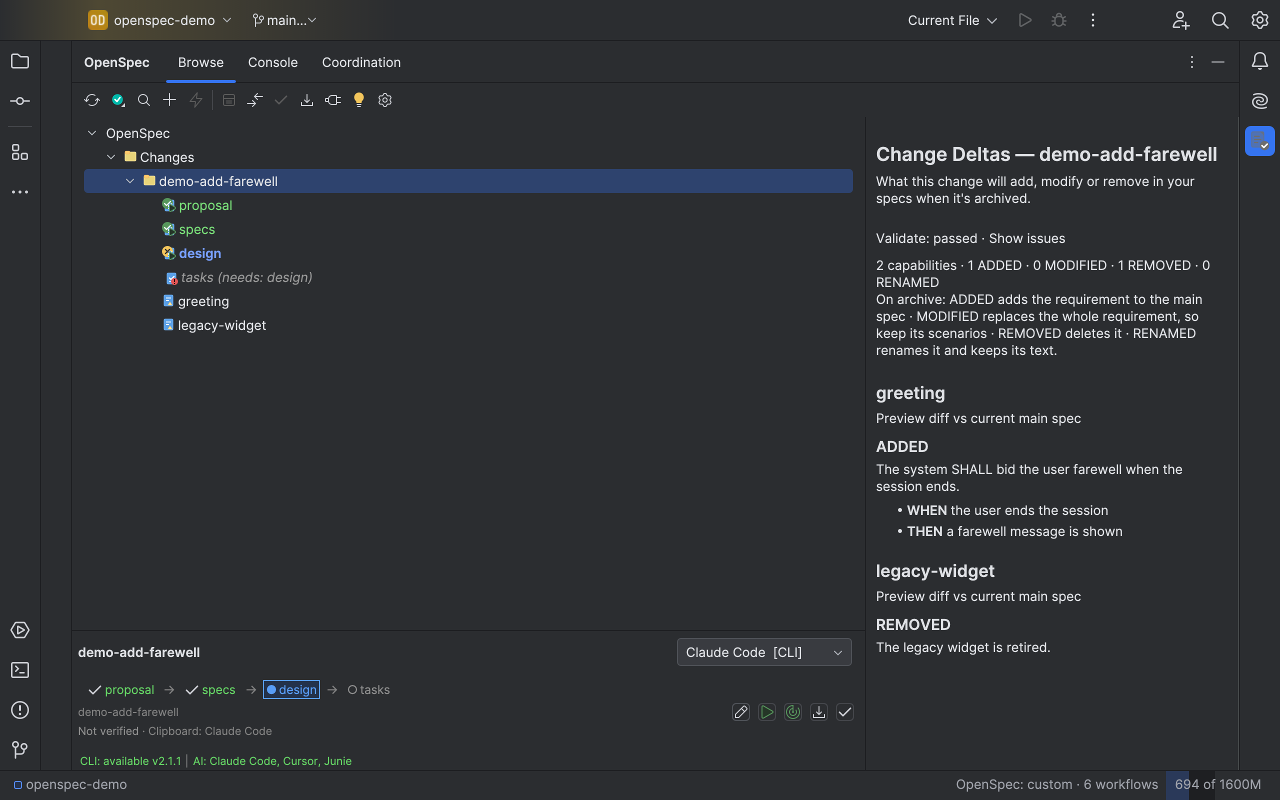 OD openspec-demo main... Current File
OpenSpec Browse Console Coordination
OpenSpec
Changes
demo-add-farewell
proposal
specs
design
tasks (needs: design)
greeting
legacy-widget
Change Deltas — demo-add-farewell
What this change will add, modify or remove in your
specs when it's archived.
Validate: passed · Show issues
2 capabilities · 1 ADDED · 0 MODIFIED · 1 REMOVED · 0
RENAMED
On archive: ADDED adds the requirement to the main
spec · MODIFIED replaces the whole requirement, so
keep its scenarios · REMOVED deletes it · RENAMED
renames it and keeps its text.
greeting
Preview diff vs current main spec
ADDED
The system SHALL bid the user farewell when the
session ends.
• WHEN the user ends the session
• THEN a farewell message is shown
legacy-widget
Preview diff vs current main spec
REMOVED
The legacy widget is retired.
demo-add-farewell Claude Code [CLI]
proposal → specs → design → tasks
demo-add-farewell
Not verified · Clipboard: Claude Code
CLI: available v2.1.1 | AI: Claude Code, Cursor, Junie
openspec-demo OpenSpec: custom · 6 workflows 694 of 1600M